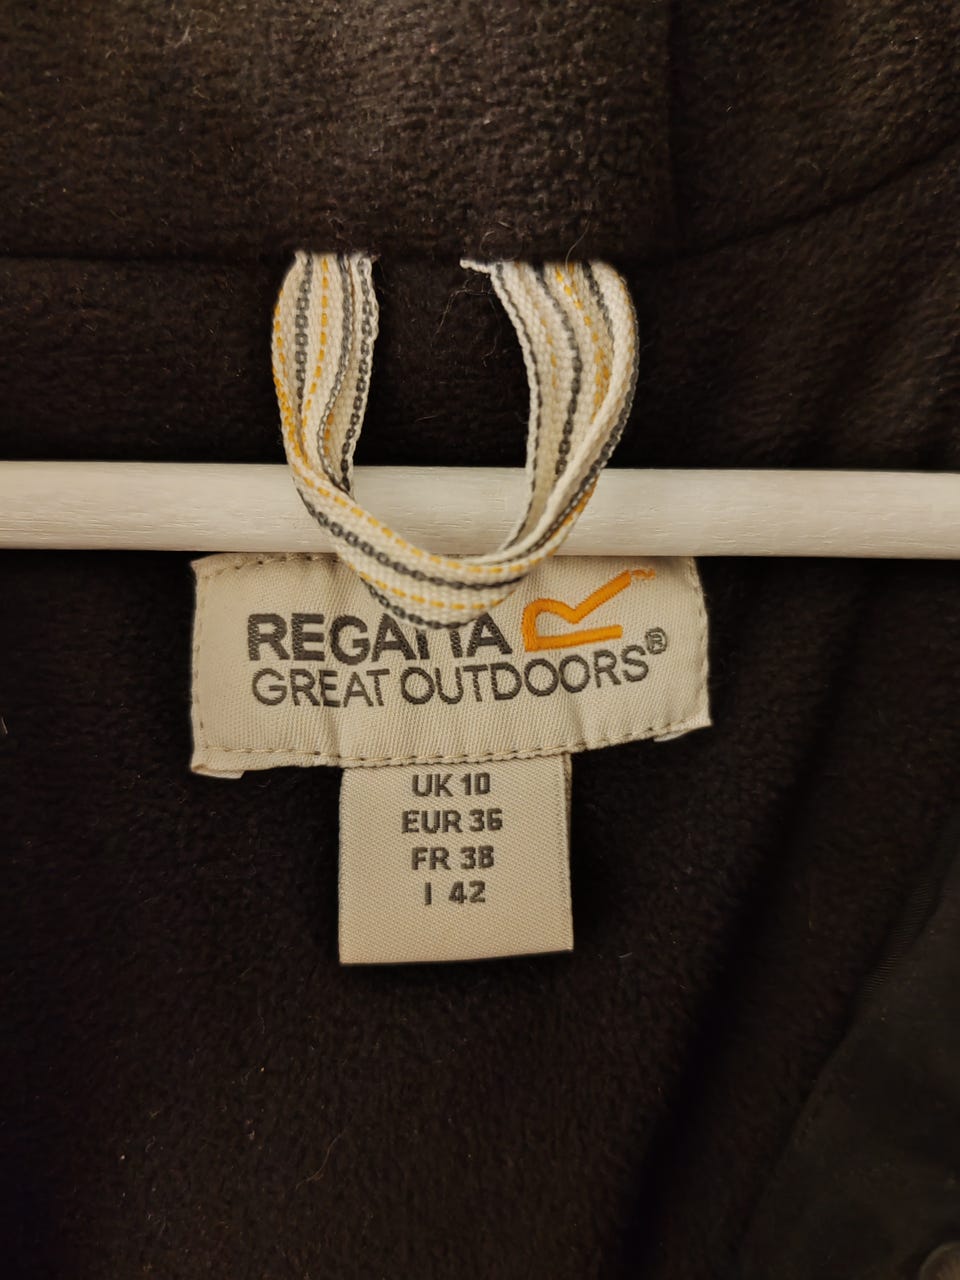 REGATTA
GREAT OUTDOORS®
UK 10
EUR 36
FR 38
I 42